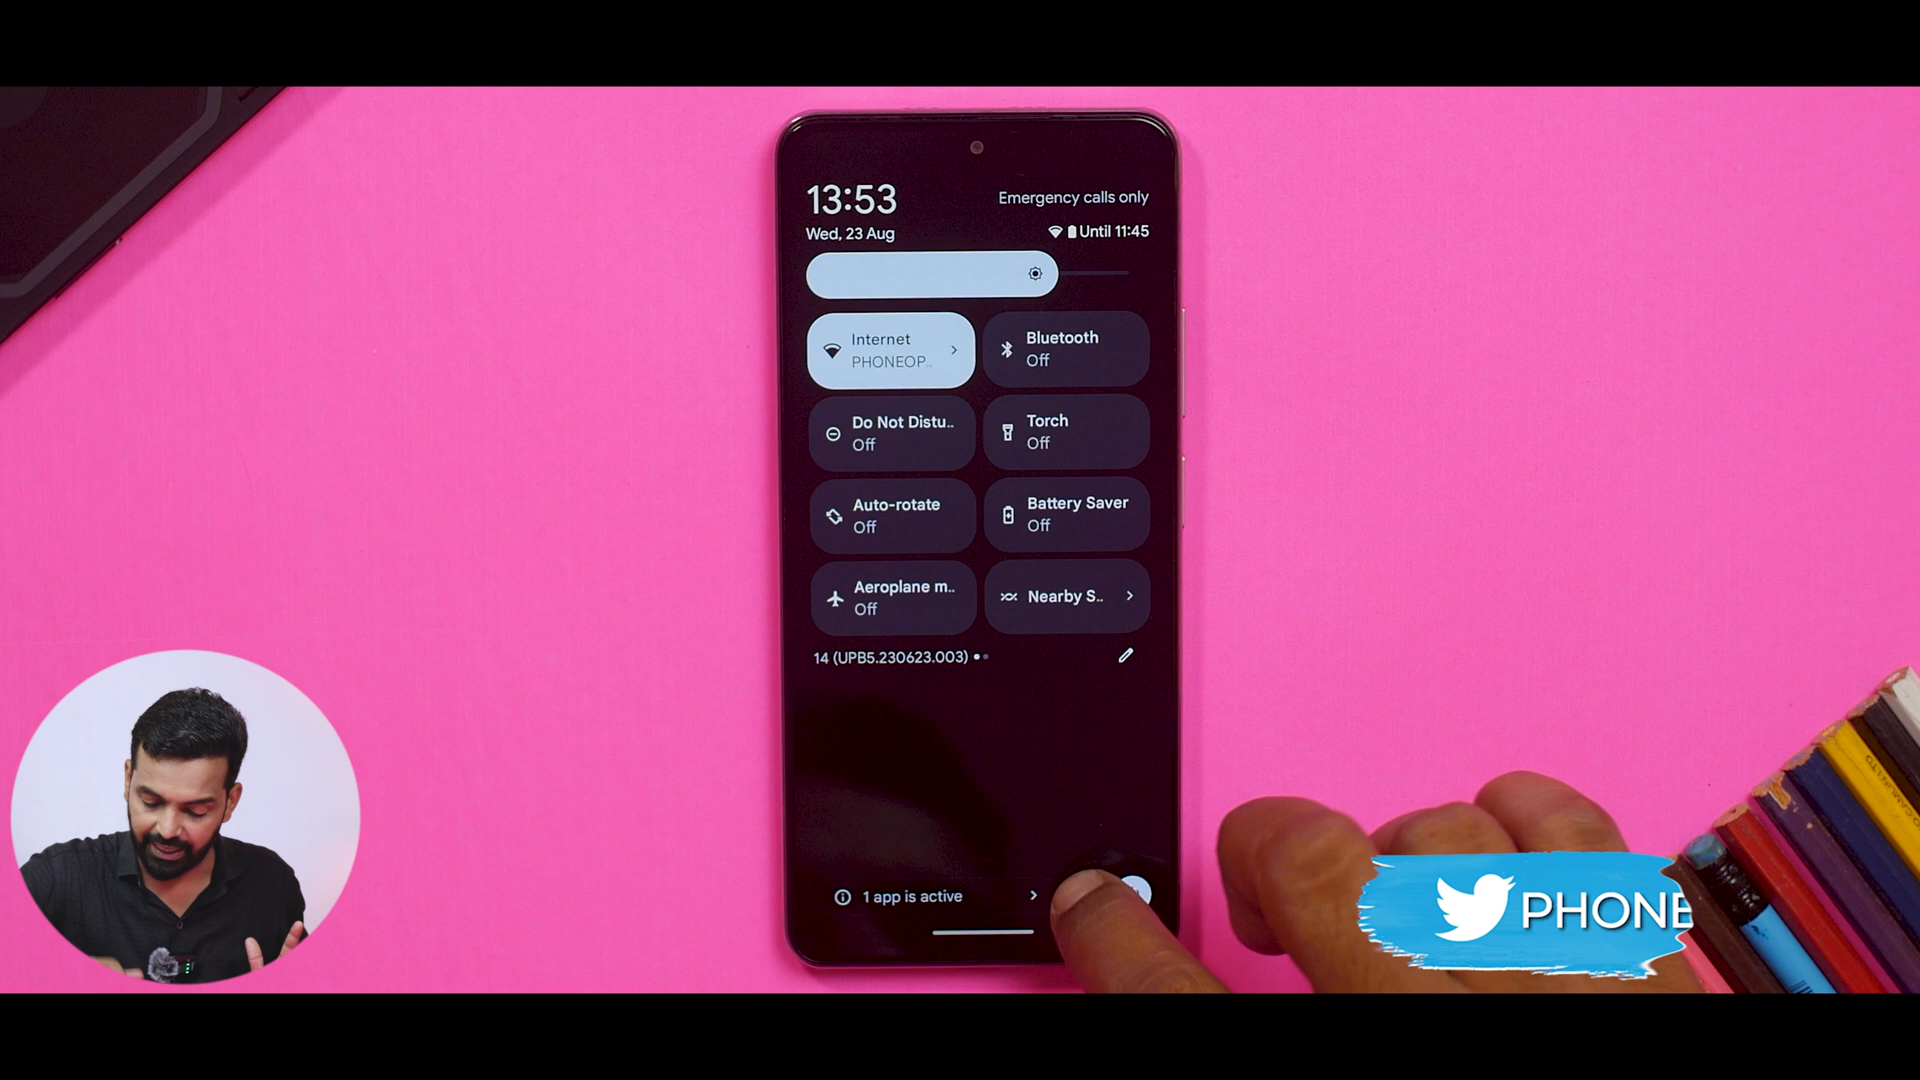 13:53
Emergency calls only
Wed, 23 Aug
Until 11:45
Internet
PHONEOP..
Bluetooth
Off
Do Not Distu..
Off
Torch
Off
Auto-rotate
Off
Battery Saver
Off
Aeroplane m..
Off
Nearby S..
14 (UPB5.230623.003)
1 app is active
PHONE